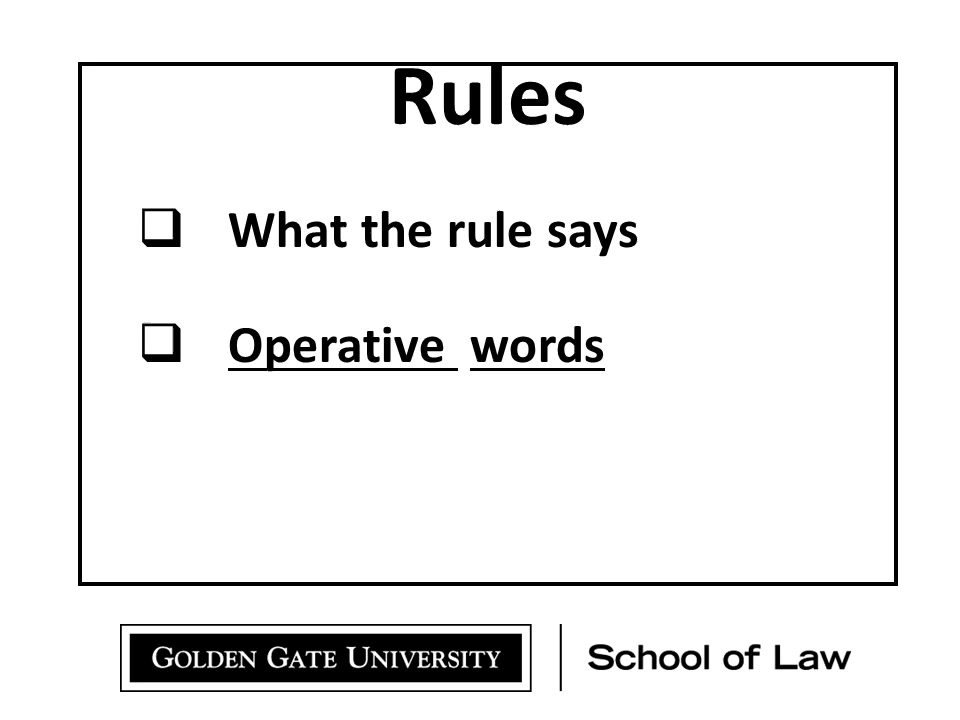 Rules
What the rule says
Operative words
GOLDEN GATE UNIVERSITY
School of Law